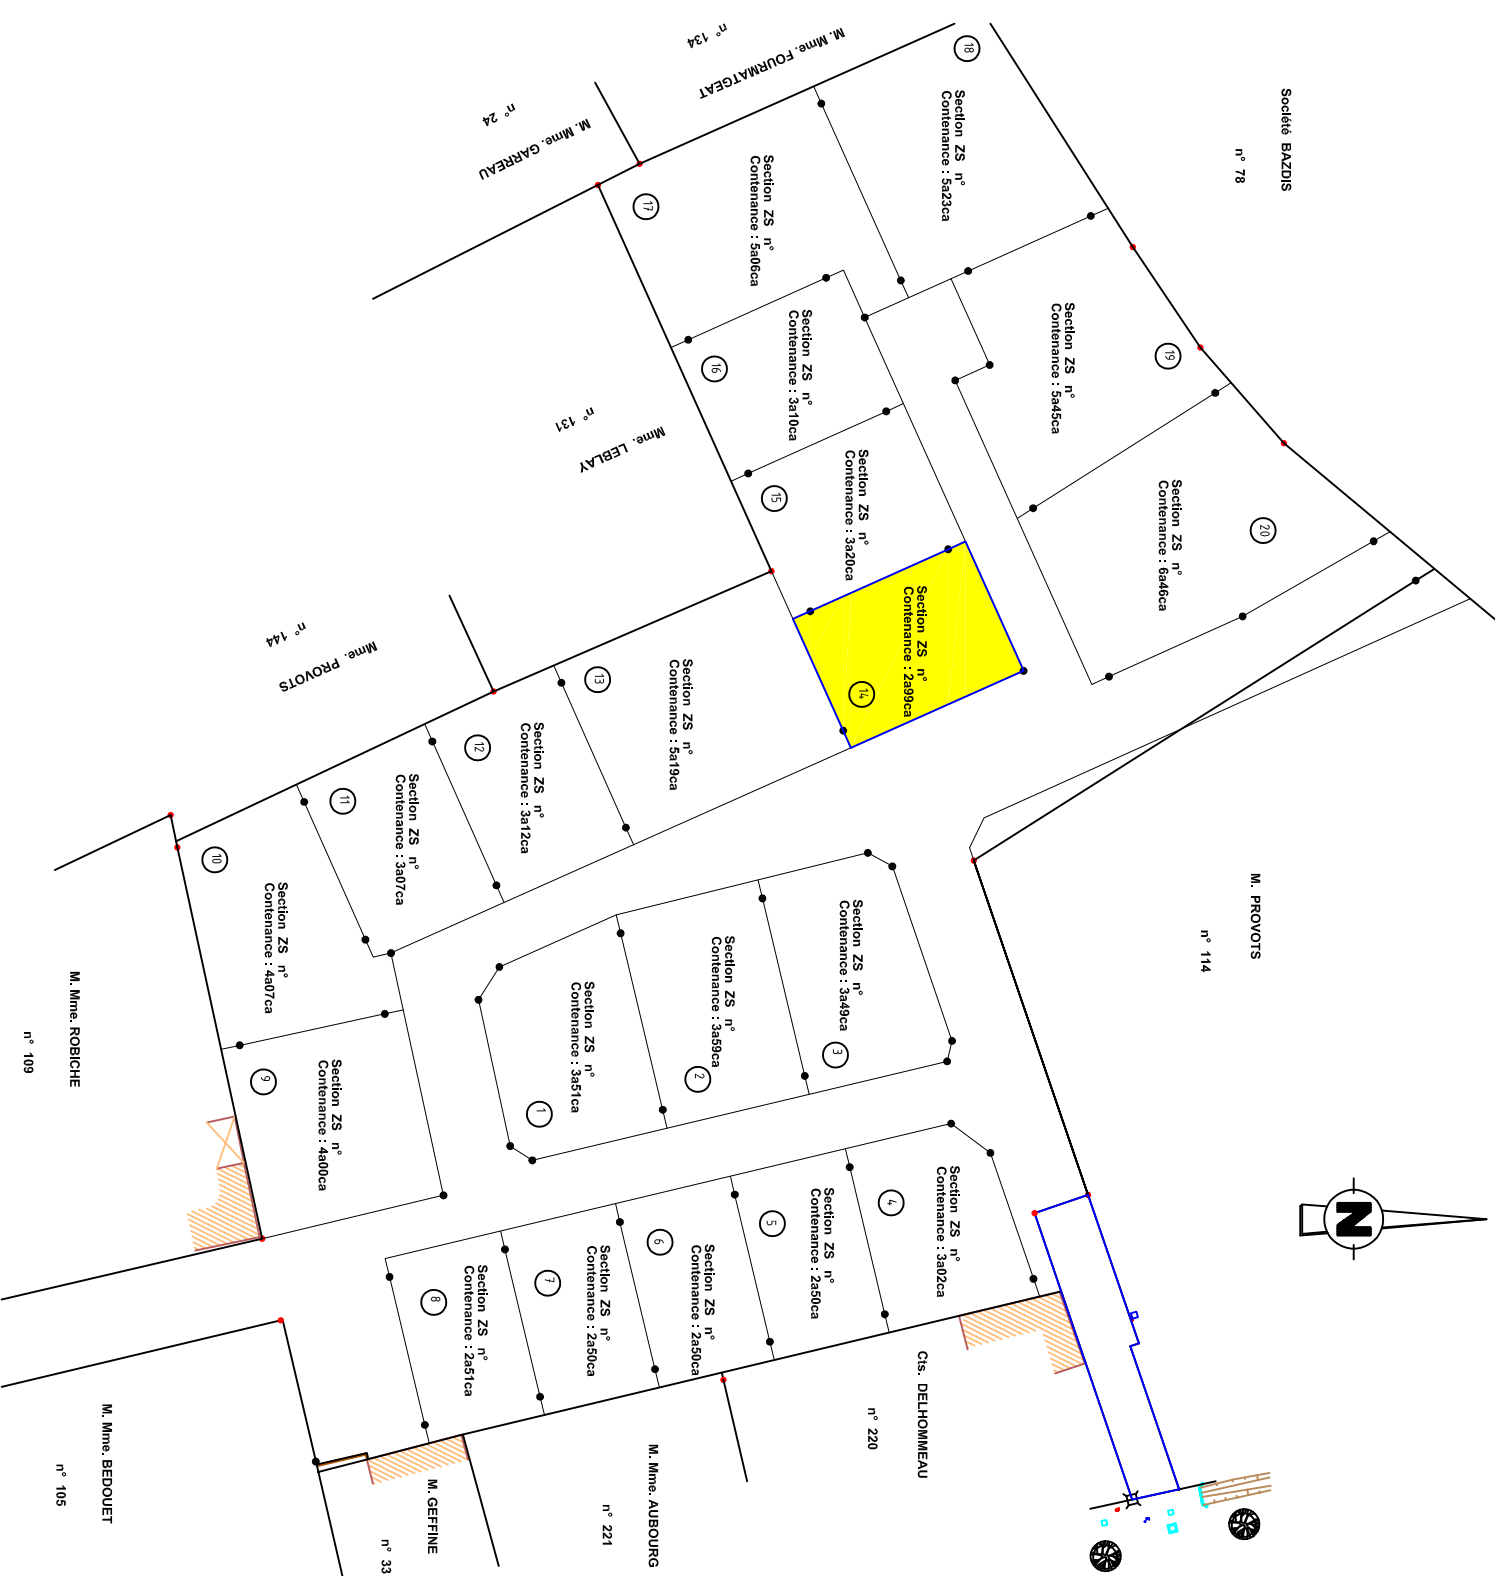 Société BAZDIS
n° 78
M. Mme. FOURMATGEAT
n° 134
M. Mme. GARREAU
n° 24
18
Section ZS n°
Contenance : 5a23ca
17
Section ZS n°
Contenance : 5a06ca
16
Section ZS n°
Contenance : 3a10ca
19
Section ZS n°
Contenance : 5a45ca
20
Section ZS n°
Contenance : 6a46ca
15
Section ZS n°
Contenance : 3a20ca
14
Section ZS n°
Contenance : 2a99ca
Mme. LEBLAY
n° 131
Mme. PROVOTS
n° 144
13
Section ZS n°
Contenance : 5a19ca
12
Section ZS n°
Contenance : 3a12ca
11
Section ZS n°
Contenance : 3a07ca
10
Section ZS n°
Contenance : 4a07ca
9
Section ZS n°
Contenance : 4a00ca
M. PROVOTS
n° 114
3
Section ZS n°
Contenance : 3a49ca
2
Section ZS n°
Contenance : 3a59ca
1
Section ZS n°
Contenance : 3a51ca
4
Section ZS n°
Contenance : 3a02ca
5
Section ZS n°
Contenance : 2a50ca
6
Section ZS n°
Contenance : 2a50ca
7
Section ZS n°
Contenance : 2a50ca
8
Section ZS n°
Contenance : 2a51ca
M. Mme. ROBICHE
n° 109
N
Cts. DELHOMMEAU
n° 220
M. Mme. AUBOURG
n° 221
M. GEFFINE
n° 33
M. Mme. BEDOUET
n° 105